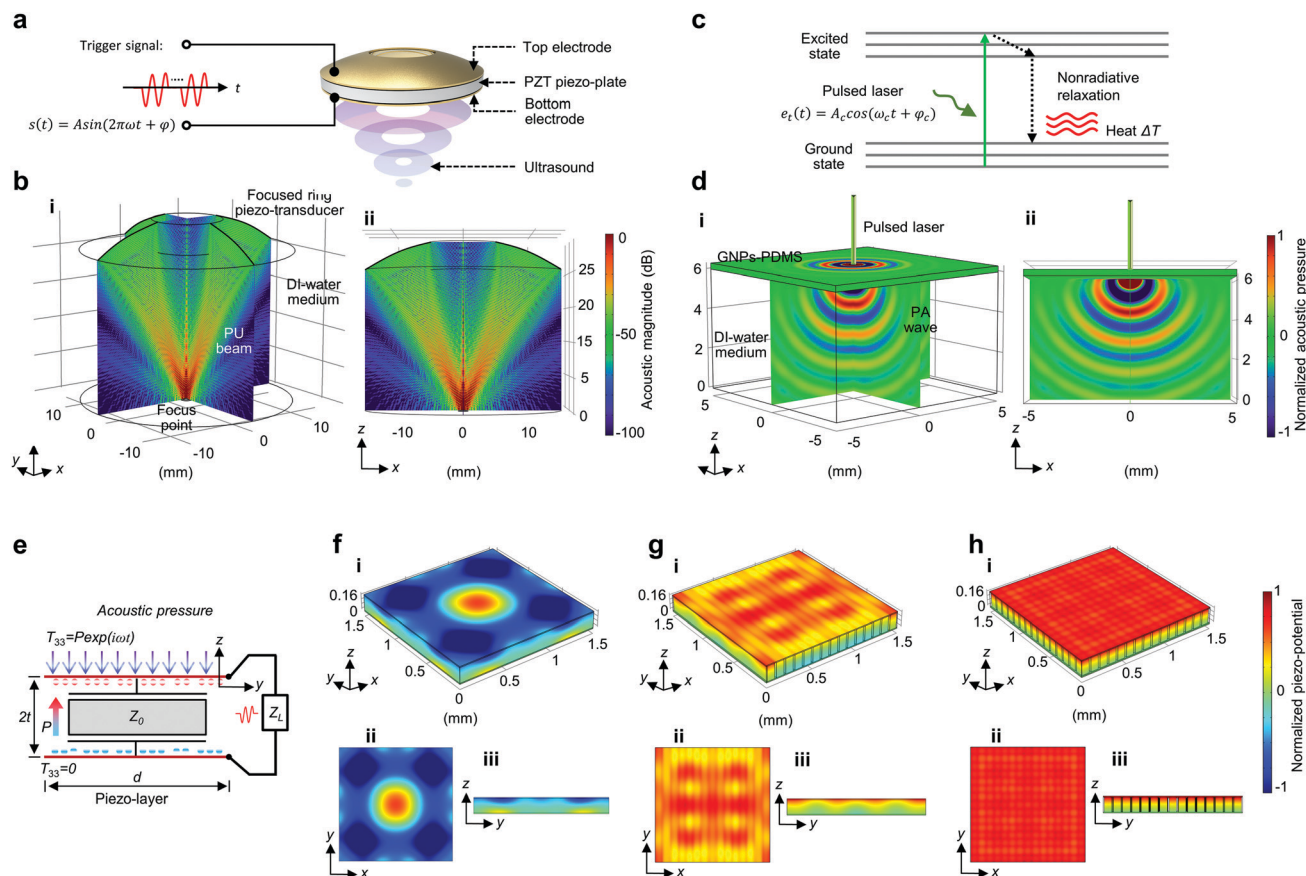 a
Trigger signal:
t
s(t) = Asin(2πωt + φ)
Top electrode
PZT piezo-plate
Bottom
electrode
Ultrasound
b
i
Focused ring
piezo-transducer
DI-water
medium
PU
beam
Focus
point
10
0
-10
-10
0
10
(mm)
y
x
ii
25
20
15
10
5
0
-10
0
10
z
x
(mm)
0
-50
-100
Acoustic magnitude (dB)
c
Excited
state
Pulsed laser
e_t(t) = A_c cos(ω_c t + φ_c)
Nonradiative
relaxation
Heat ΔT
Ground
state
d
i
Pulsed laser
GNPs-PDMS
PA
wave
DI-water
medium
6
4
2
0
5
0
-5
-5
0
5
z
y
x
(mm)
ii
6
4
2
0
-5
0
5
z
x
(mm)
1
0
-1
Normalized acoustic pressure
e
Acoustic pressure
T₃₃=Pexp(iωt)
z
y
2t
P
Z₀
Z_L
T₃₃=0
d
Piezo-layer
f
i
0.16
0
1.5
1
0.5
0
0.5
1
1.5
z
y
x
(mm)
ii
y
x
iii
z
y
g
i
0.16
0
1.5
1
0.5
0
0.5
1
1.5
z
y
x
(mm)
ii
y
x
iii
z
y
h
i
0.16
0
1.5
1
0.5
0
0.5
1
1.5
z
y
x
(mm)
ii
y
x
iii
z
y
1
0
-1
Normalized piezo-potential